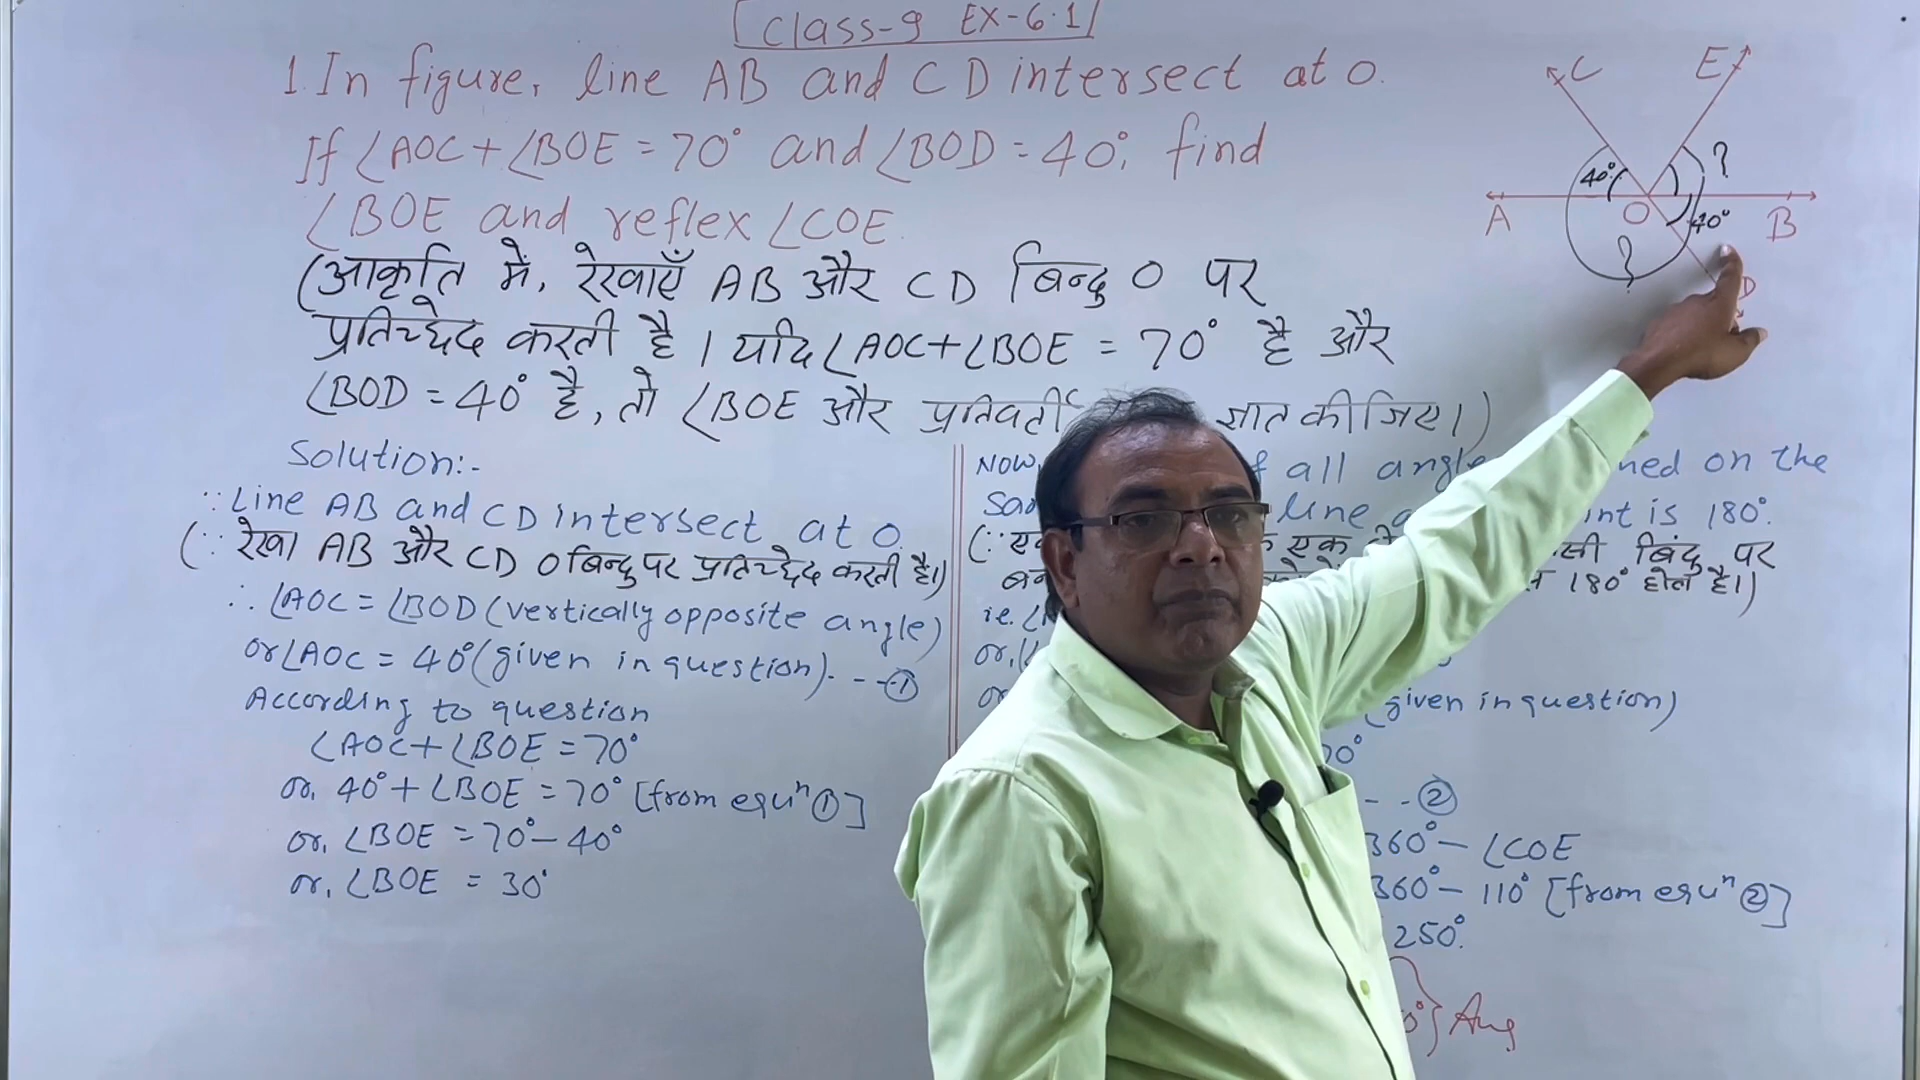 Class-9 EX-6.1
1. In figure, line AB and CD intersect at O.
If ∠AOC + ∠BOE = 70° and ∠BOD = 40°, find
∠BOE and reflex ∠COE.
(आकृति में, रेखाएँ AB और CD बिन्दु O पर
प्रतिच्छेद करती है । यदि ∠AOC + ∠BOE = 70° है और
∠BOD = 40° है, तो ∠BOE और प्रतिवर्ती ज्ञात कीजिए।)
Solution:-
∵ Line AB and CD intersect at O.
(∵ रेखा AB और CD O बिन्दु पर प्रतिच्छेद करती है।)
∴ ∠AOC = ∠BOD (vertically opposite angle)
or ∠AOC = 40° (given in question). - - -①
According to question
∠AOC + ∠BOE = 70°
or, 40° + ∠BOE = 70° [from equⁿ ①]
or, ∠BOE = 70° - 40°
or, ∠BOE = 30°
Now, all on the
line is 180°.
(∵ एक बिंदु पर
180° होता है।)
i.e.
or,
or (given in question)
- - ②
360° - ∠COE
360° - 110° [from equⁿ ②]
250°.
} Ans
C
E
40°
?
A
O
40°
B
?
D